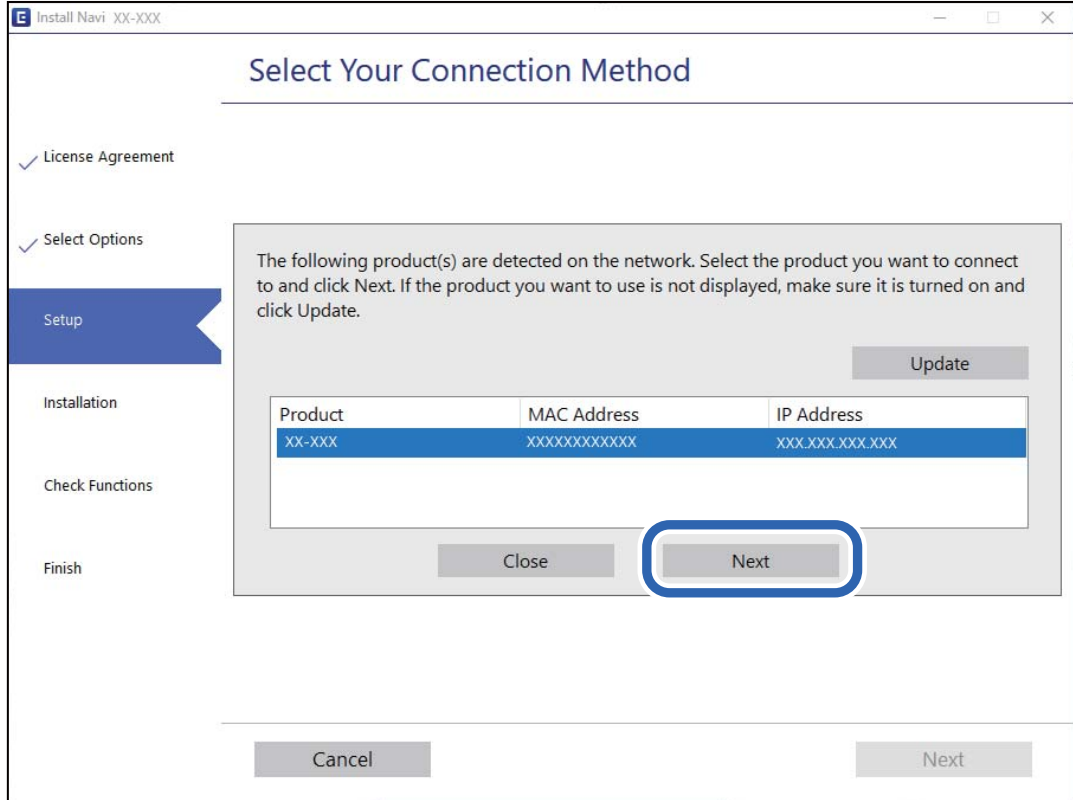 E Install Navi XX-XXX
Select Your Connection Method
License Agreement
Select Options
Setup
Installation
Check Functions
Finish
The following product(s) are detected on the network. Select the product you want to connect
to and click Next. If the product you want to use is not displayed, make sure it is turned on and
click Update.
Update
Product MAC Address IP Address
XX-XXX XXXXXXXXXXXX XXX.XXX.XXX.XXX
Close Next
Cancel Next